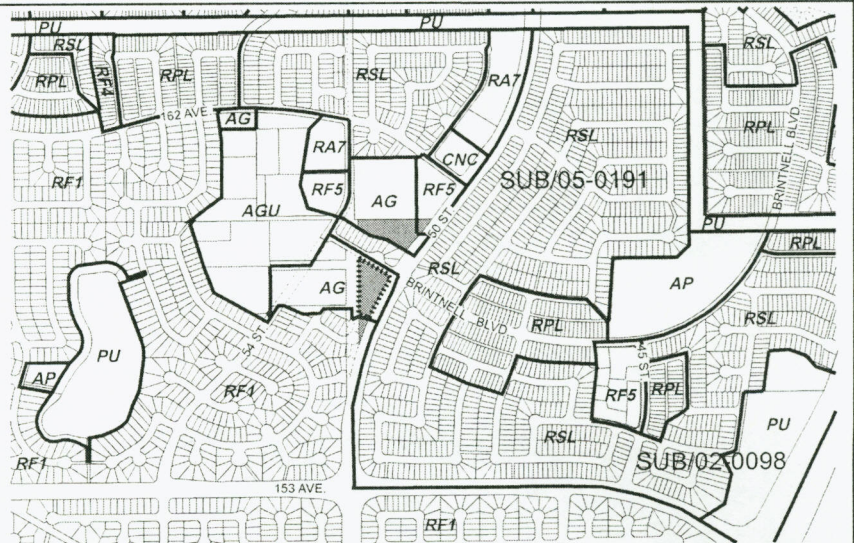 PU
PU
RSL
RSL
RPL
RF4
RPL
RSL
RA7
162 AVE
AG
RSL
RPL
BRINTNELL BLVD
RA7
CNC
RF1
RF5
AG
RF5
SUB/05-0191
AGU
50 ST.
PU
RPL
RSL
AG
BRINTNELL BLVD
AP
RPL
RSL
54 ST.
PU
AP
RF1
45 ST
RF5
RPL
PU
RSL
RF1
SUB/02-0098
153 AVE.
RF1